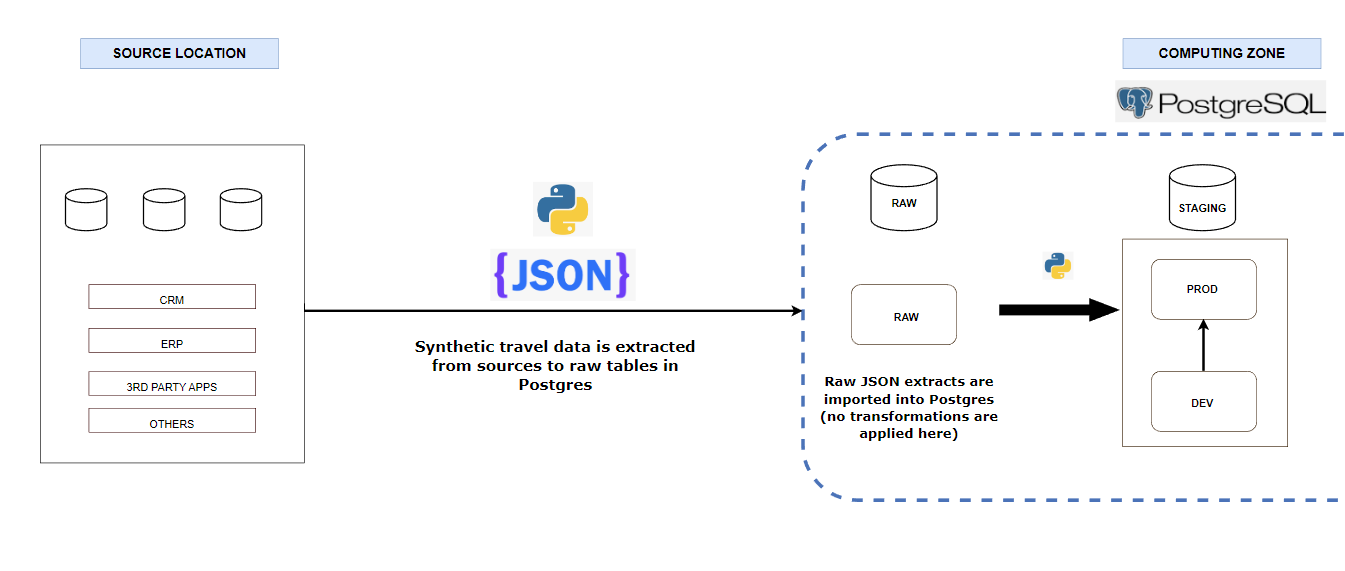 SOURCE LOCATION
COMPUTING ZONE
PostgreSQL
RAW
STAGING
{JSON}
CRM
ERP
3RD PARTY APPS
OTHERS
Synthetic travel data is extracted
from sources to raw tables in
Postgres
RAW
Raw JSON extracts are
imported into Postgres
(no transformations are
applied here)
PROD
DEV